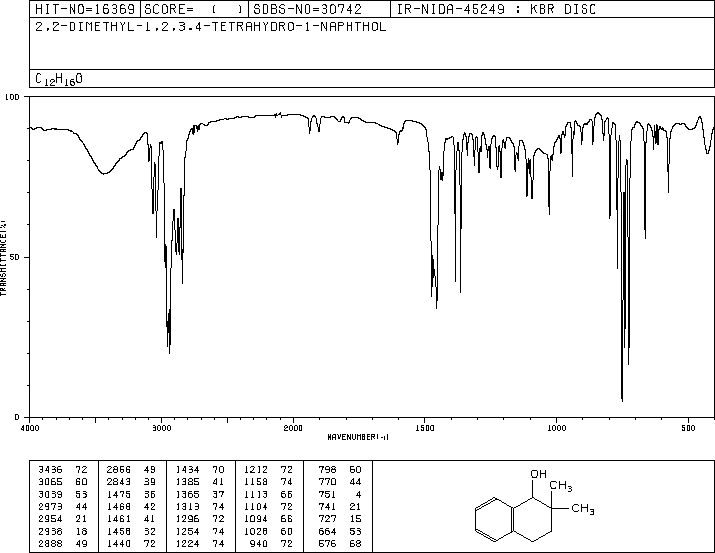 HIT-NO=16369 SCORE= ( ) SDBS-NO=30742 IR-NIDA-45249 : KBR DISC
2,2-DIMETHYL-1,2,3,4-TETRAHYDRO-1-NAPHTHOL
C12H16O
100
50
0
TRANSMITTANCE(%)
4000 3000 2000 1500 1000 500
WAVENUMBER(-1)
3436 72 2866 49 1434 70 1212 72 798 60
3065 60 2843 39 1385 41 1158 74 770 44
3039 53 1475 36 1365 37 1113 66 751 4
2973 44 1468 42 1313 74 1104 72 741 21
2954 21 1461 41 1296 72 1094 66 727 15
2936 18 1458 32 1254 74 1028 60 664 53
2888 49 1440 72 1224 74 940 72 576 68
OH
CH3
CH3